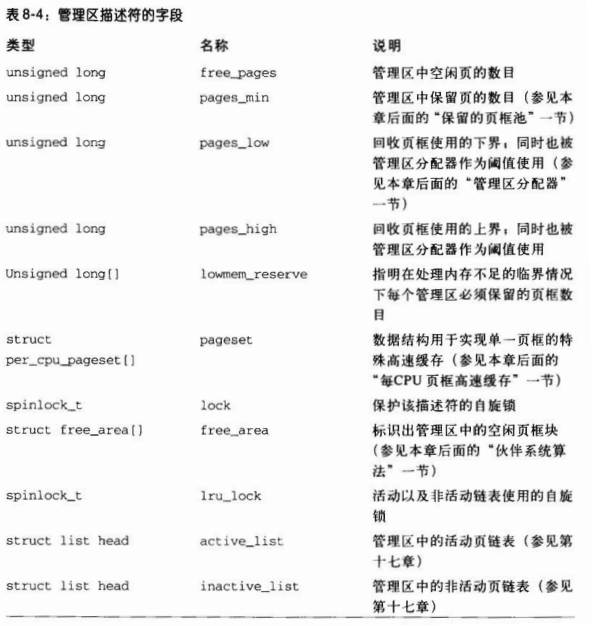 表8-4：管理区描述符的字段
类型 名称 说明
unsigned long free_pages 管理区中空闲页的数目
unsigned long pages_min 管理区中保留页的数目（参见本
章后面的“保留的页框池”一节）
unsigned long pages_low 回收页框使用的下界；同时也被
管理区分配器作为阈值使用（参
见本章后面的“管理区分配器”
一节）
unsigned long pages_high 回收页框使用的上界；同时也被
管理区分配器作为阈值使用
Unsigned long[] lowmem_reserve 指明在处理内存不足的临界情况
下每个管理区必须保留的页框数
目
struct pageset 数据结构用于实现单一页框的特
per_cpu_pageset[] 殊高速缓存（参见本章后面的
“每CPU 页框高速缓存”一节）
spinlock_t lock 保护该描述符的自旋锁
struct free_area[] free_area 标识出管理区中的空闲页框块
（参见本章后面的“伙伴系统算
法”一节）
spinlock_t lru_lock 活动以及非活动链表使用的自旋
锁
struct list head active_list 管理区中的活动页链表（参见第
十七章）
struct list head inactive_list 管理区中的非活动页链表（参见
第十七章）